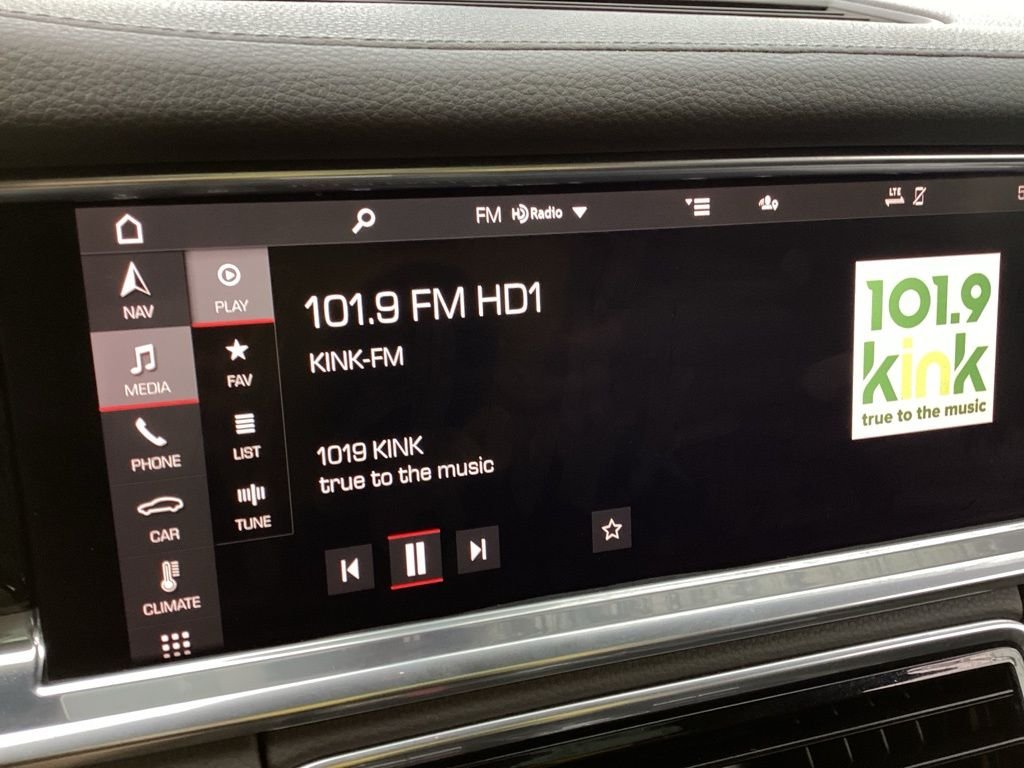 FM HD Radio
LTE
NAV
MEDIA
PHONE
CAR
CLIMATE
PLAY
FAV
LIST
TUNE
101.9 FM HD1
KINK-FM
1019 KINK
true to the music
101.9
kink
true to the music